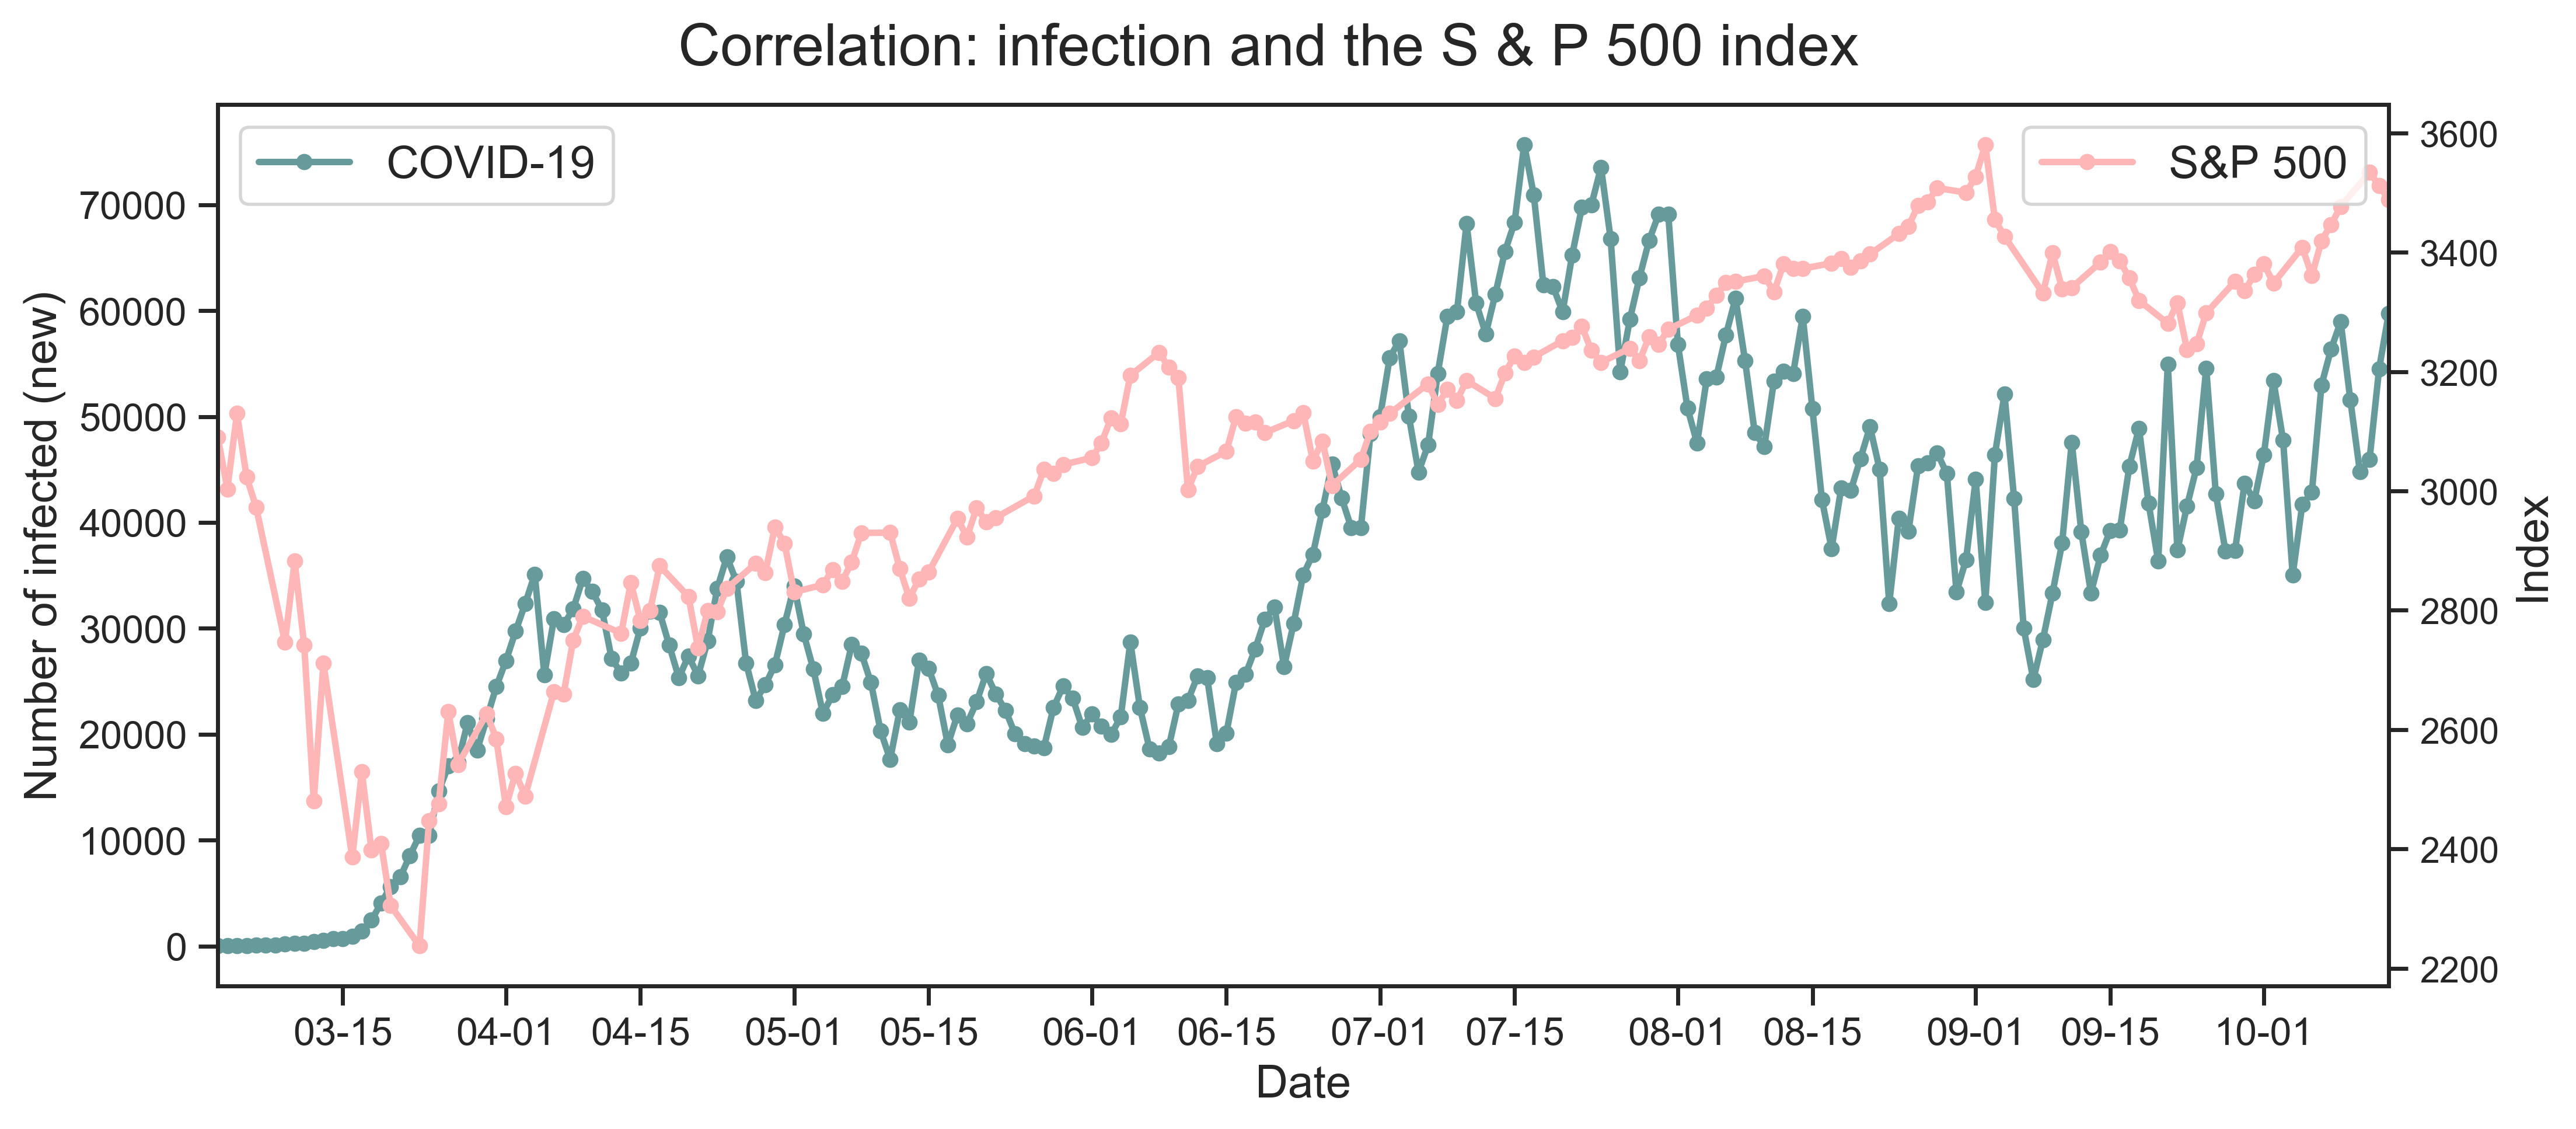 Correlation: infection and the S & P 500 index
COVID-19
S&P 500
Number of infected (new)
70000
60000
50000
40000
30000
20000
10000
0
3600
3400
3200
3000
2800
2600
2400
2200
Index
03-15 04-01 04-15 05-01 05-15 06-01 06-15 07-01 07-15 08-01 08-15 09-01 09-15 10-01
Date